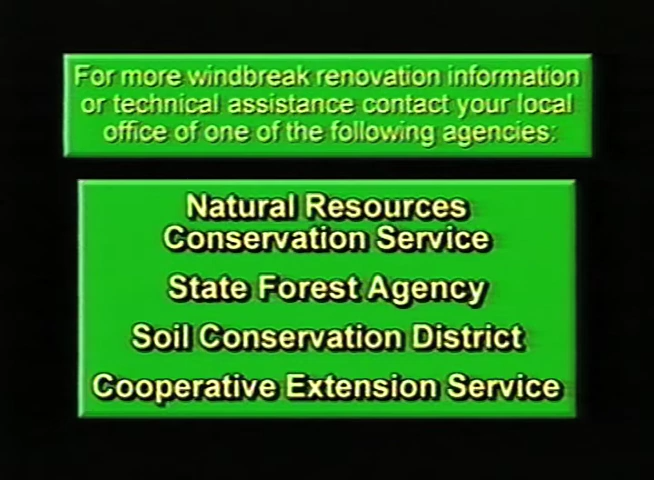 For more windbreak renovation information
or technical assistance contact your local
office of one of the following agencies:
Natural Resources
Conservation Service
State Forest Agency
Soil Conservation District
Cooperative Extension Service